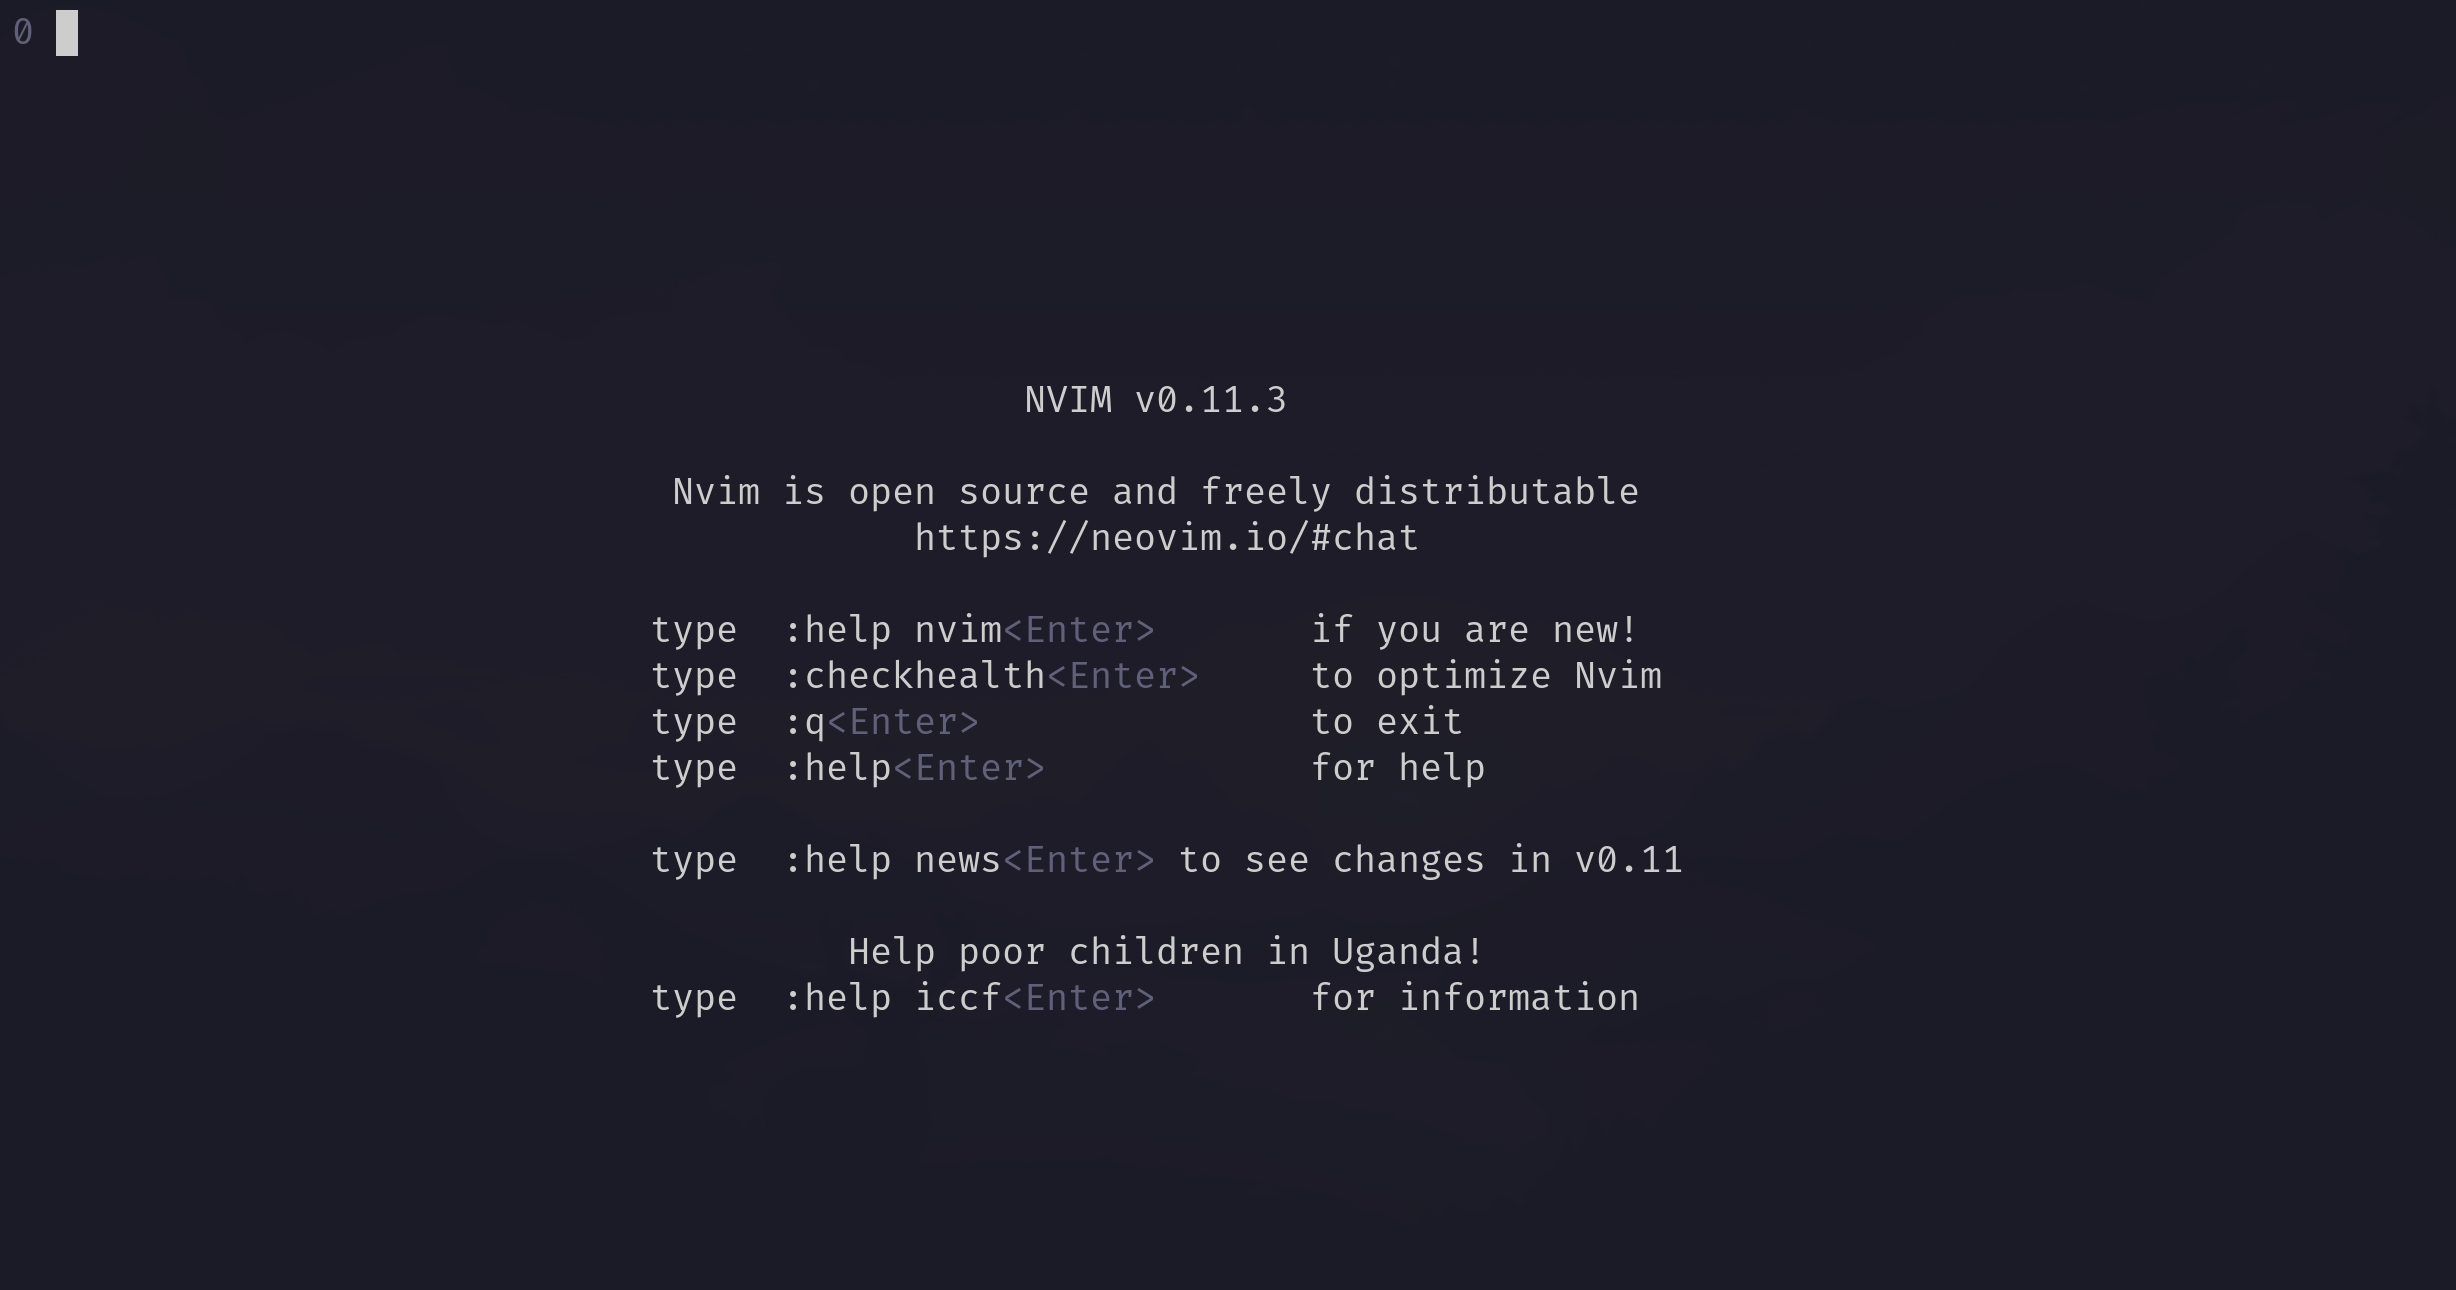 0
NVIM v0.11.3
Nvim is open source and freely distributable
https://neovim.io/#chat
type  :help nvim<Enter>       if you are new!
type  :checkhealth<Enter>     to optimize Nvim
type  :q<Enter>               to exit
type  :help<Enter>            for help
type  :help news<Enter> to see changes in v0.11
Help poor children in Uganda!
type  :help iccf<Enter>       for information